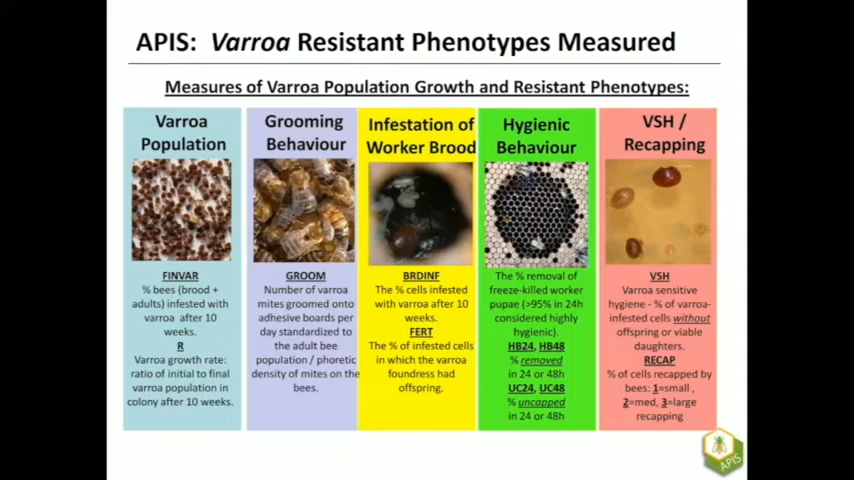 APIS: Varroa Resistant Phenotypes Measured
Measures of Varroa Population Growth and Resistant Phenotypes:
Varroa
Population
FINVAR
% bees (brood +
adults) infested with
varroa after 10
weeks.
R
Varroa growth rate:
ratio of initial to final
varroa population in
colony after 10 weeks.
Grooming
Behaviour
GROOM
Number of varroa
mites groomed onto
adhesive boards per
day standardized to
the adult bee
population / phoretic
density of mites on the
bees.
Infestation of
Worker Brood
BRDINF
The % cells infested
with varroa after 10
weeks.
FERT
The % of infested cells
in which the varroa
foundress had
offspring.
Hygienic
Behaviour
The % removal of
freeze-killed worker
pupae (>95% in 24h
considered highly
hygienic).
HB24, HB48
% removed
in 24 or 48h
UC24, UC48
% uncapped
in 24 or 48h
VSH /
Recapping
VSH
Varroa sensitive
hygiene - % of varroa-
infested cells without
offspring or viable
daughters.
RECAP
% of cells recapped by
bees: 1=small ,
2=med, 3=large
recapping
APIS